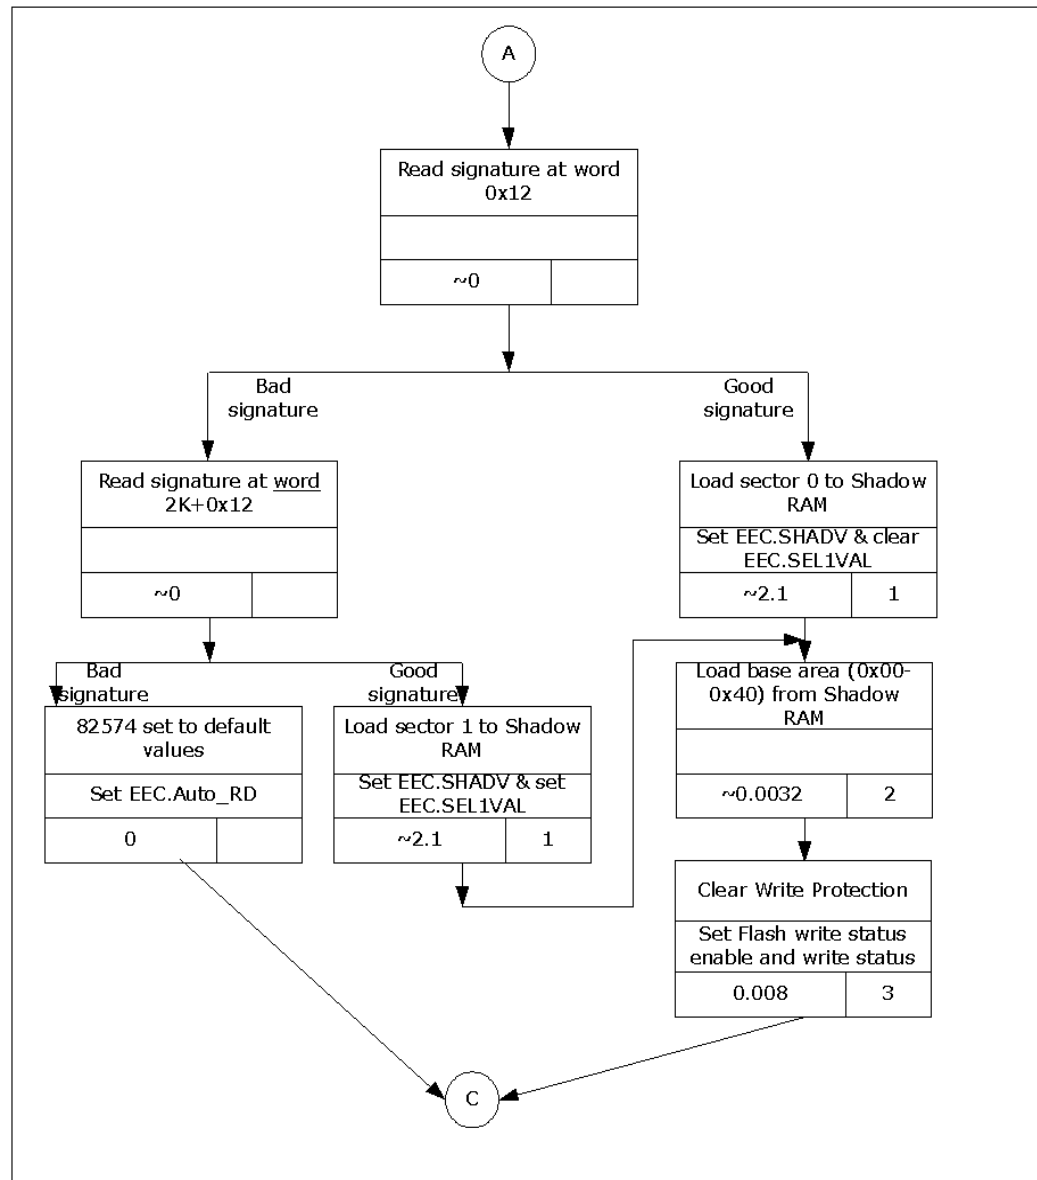 A
Read signature at word
0x12
~0
Bad
signature
Good
signature
Read signature at word
2K+0x12
~0
Load sector 0 to Shadow
RAM
Set EEC.SHADV & clear
EEC.SEL1VAL
~2.1
1
Bad
signature
Good
signature
82574 set to default
values
Set EEC.Auto_RD
0
Load sector 1 to Shadow
RAM
Set EEC.SHADV & set
EEC.SEL1VAL
~2.1
1
Load base area (0x00-
0x40) from Shadow
RAM
~0.0032
2
Clear Write Protection
Set Flash write status
enable and write status
0.008
3
C